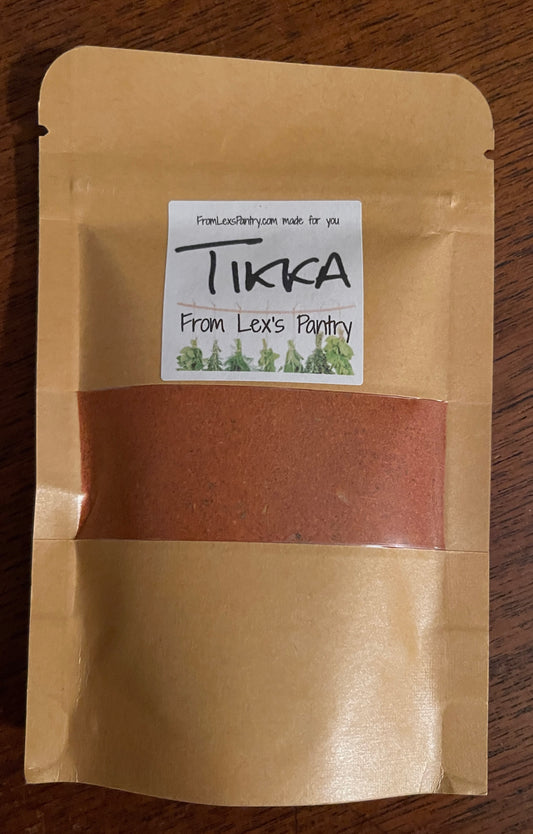 FromLexsPantry.com made for you
TIKKA
From Lex's Pantry